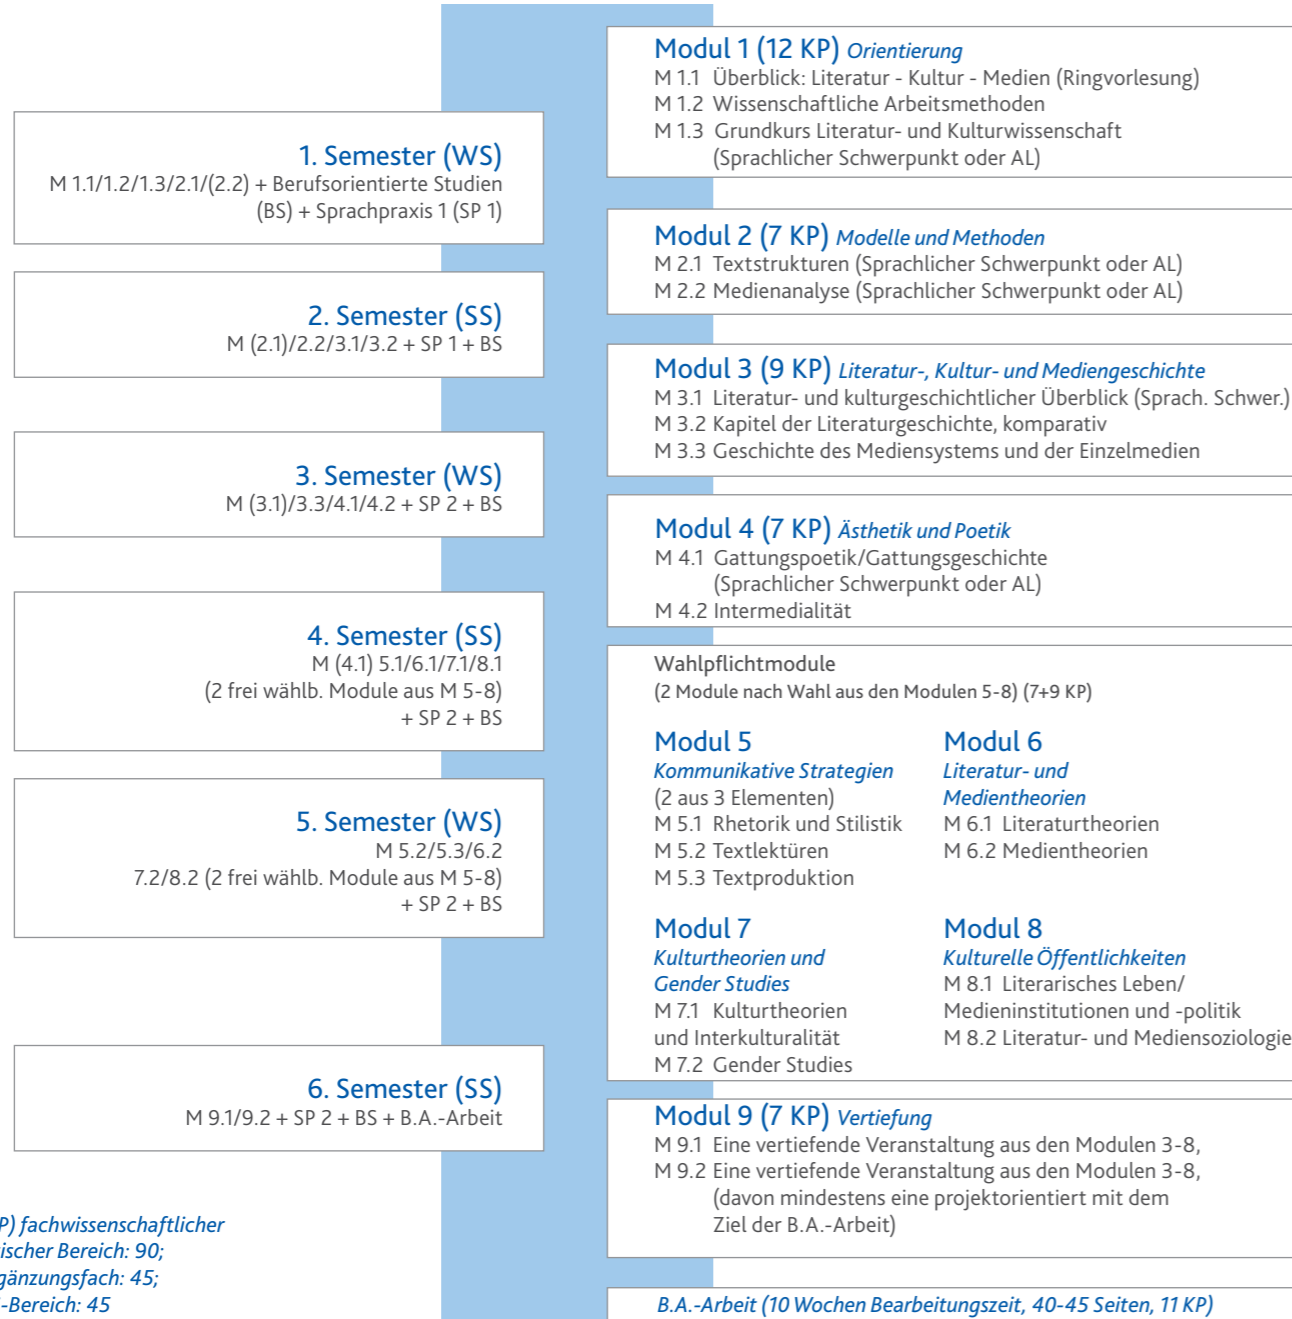 1. Semester (WS)
M 1.1/1.2/1.3/2.1/(2.2) + Berufsorientierte Studien
(BS) + Sprachpraxis 1 (SP 1)
2. Semester (SS)
M (2.1)/2.2/3.1/3.2 + SP 1 + BS
3. Semester (WS)
M (3.1)/3.3/4.1/4.2 + SP 2 + BS
4. Semester (SS)
M (4.1) 5.1/6.1/7.1/8.1
(2 frei wählb. Module aus M 5-8)
+ SP 2 + BS
5. Semester (WS)
M 5.2/5.3/6.2
7.2/8.2 (2 frei wählb. Module aus M 5-8)
+ SP 2 + BS
6. Semester (SS)
M 9.1/9.2 + SP 2 + BS + B.A.-Arbeit
fachwissenschaftlicher
Bereich: 90;
45;
-Bereich: 45
Modul 1 (12 KP) Orientierung
M 1.1 Überblick: Literatur - Kultur - Medien (Ringvorlesung)
M 1.2 Wissenschaftliche Arbeitsmethoden
M 1.3 Grundkurs Literatur- und Kulturwissenschaft
(Sprachlicher Schwerpunkt oder AL)
Modul 2 (7 KP) Modelle und Methoden
M 2.1 Textstrukturen (Sprachlicher Schwerpunkt oder AL)
M 2.2 Medienanalyse (Sprachlicher Schwerpunkt oder AL)
Modul 3 (9 KP) Literatur-, Kultur- und Mediengeschichte
M 3.1 Literatur- und kulturgeschichtlicher Überblick (Sprach. Schwer.)
M 3.2 Kapitel der Literaturgeschichte, komparativ
M 3.3 Geschichte des Mediensystems und der Einzelmedien
Modul 4 (7 KP) Ästhetik und Poetik
M 4.1 Gattungspoetik/Gattungsgeschichte
(Sprachlicher Schwerpunkt oder AL)
M 4.2 Intermedialität
Wahlpflichtmodule
(2 Module nach Wahl aus den Modulen 5-8) (7+9 KP)
Modul 5
Kommunikative Strategien
(2 aus 3 Elementen)
M 5.1 Rhetorik und Stilistik
M 5.2 Textlektüren
M 5.3 Textproduktion
Modul 6
Literatur- und
Medientheorien
M 6.1 Literaturtheorien
M 6.2 Medientheorien
Modul 7
Kulturtheorien und
Gender Studies
M 7.1 Kulturtheorien
und Interkulturalität
M 7.2 Gender Studies
Modul 8
Kulturelle Öffentlichkeiten
M 8.1 Literarisches Leben/
Medieninstitutionen und -politik
M 8.2 Literatur- und Mediensoziologie
Modul 9 (7 KP) Vertiefung
M 9.1 Eine vertiefende Veranstaltung aus den Modulen 3-8,
M 9.2 Eine vertiefende Veranstaltung aus den Modulen 3-8,
(davon mindestens eine projektorientiert mit dem
Ziel der B.A.-Arbeit)
B.A.-Arbeit (10 Wochen Bearbeitungszeit, 40-45 Seiten, 11 KP)